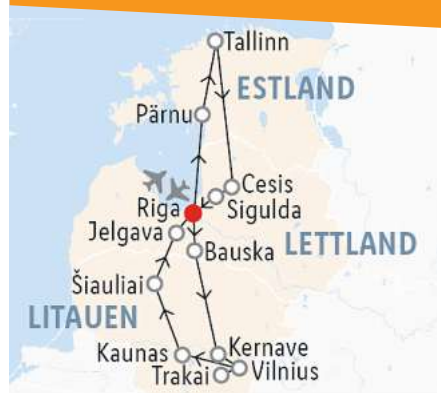 Tallinn
ESTLAND
Pärnu
Cesis
Riga
Sigulda
Jelgava
LETTLAND
Bauska
Šiauliai
LITAUEN
Kaunas
Kernave
Trakai
Vilnius